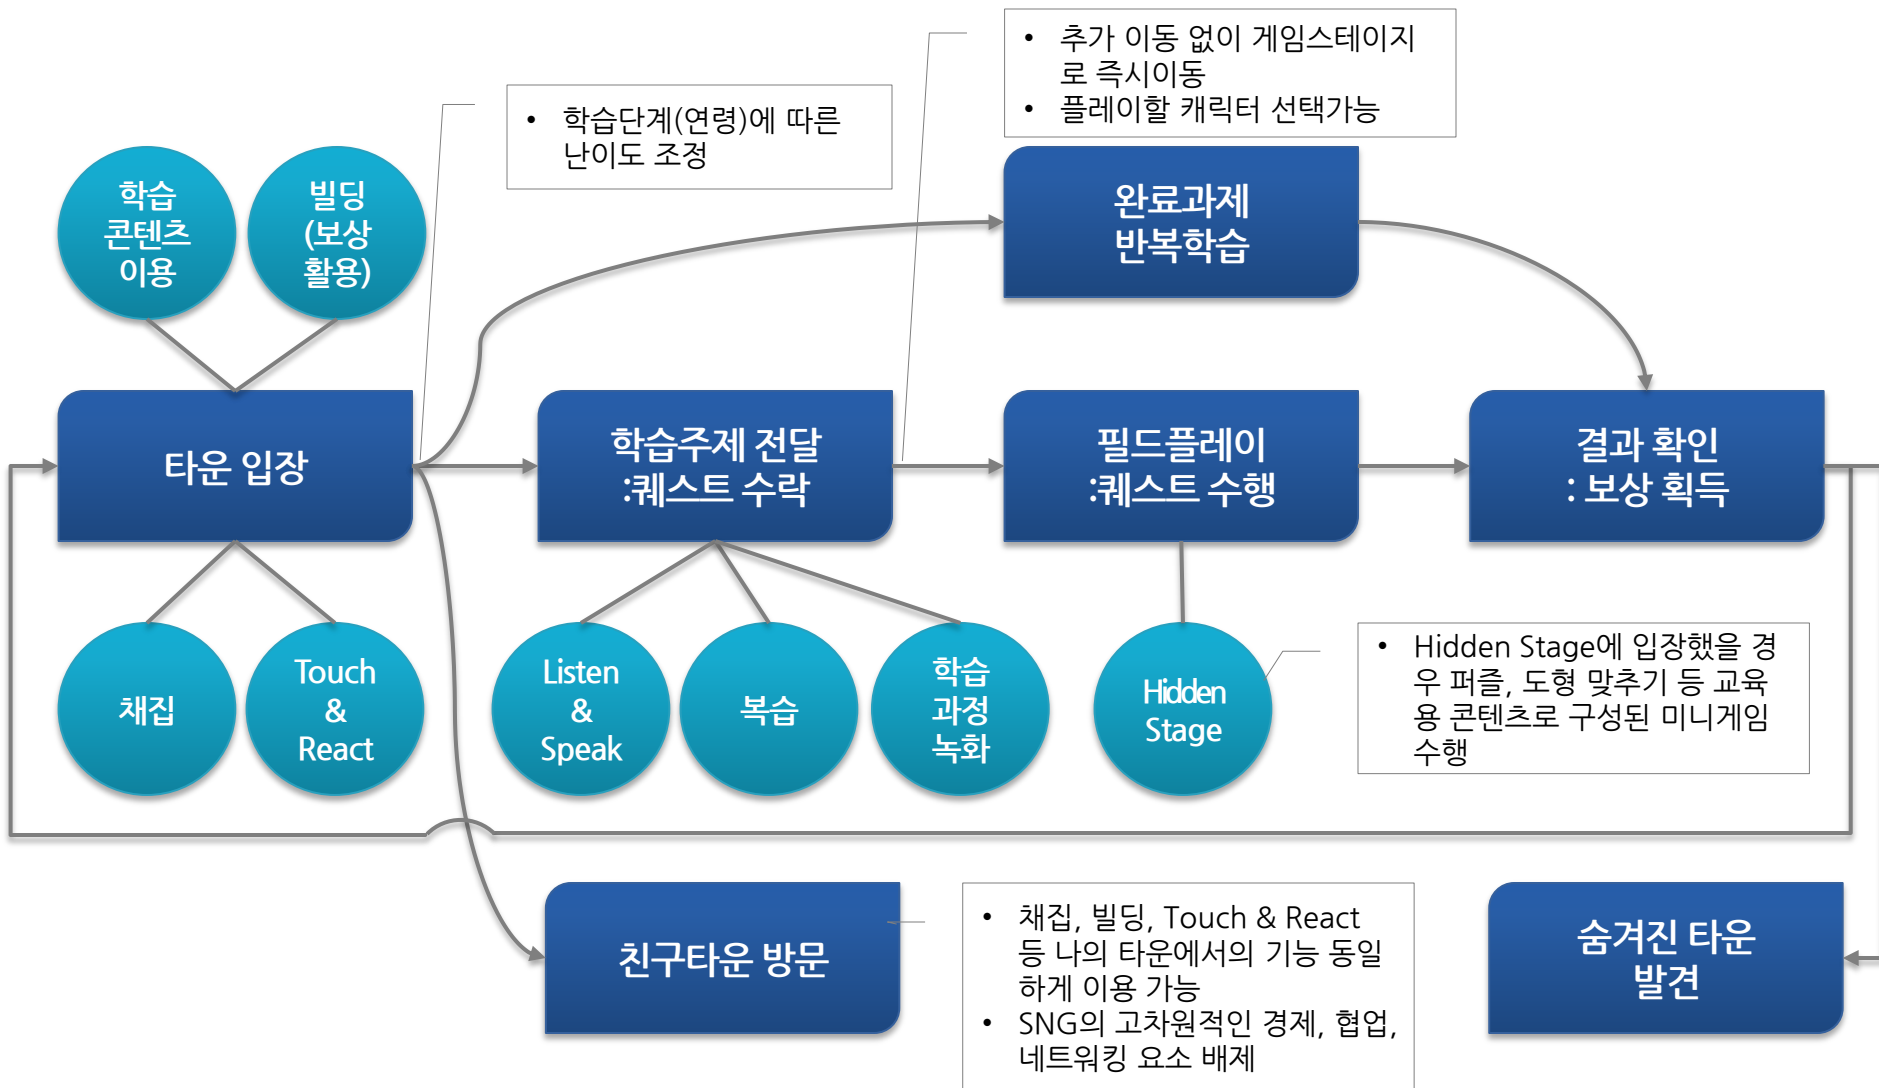 • 추가 이동 없이 게임스테이지
로 즉시이동
• 플레이할 캐릭터 선택가능
• 학습단계(연령)에 따른
난이도 조정
학습
콘텐츠
이용
빌딩
(보상
활용)
완료과제
반복학습
타운 입장
학습주제 전달
:퀘스트 수락
필드플레이
:퀘스트 수행
결과 확인
: 보상 획득
채집
Touch
&
React
Listen
&
Speak
복습
학습
과정
녹화
Hidden
Stage
• Hidden Stage에 입장했을 경
우 퍼즐, 도형 맞추기 등 교육
용 콘텐츠로 구성된 미니게임
수행
친구타운 방문
• 채집, 빌딩, Touch & React
등 나의 타운에서의 기능 동일
하게 이용 가능
• SNG의 고차원적인 경제, 협업,
네트워킹 요소 배제
숨겨진 타운
발견